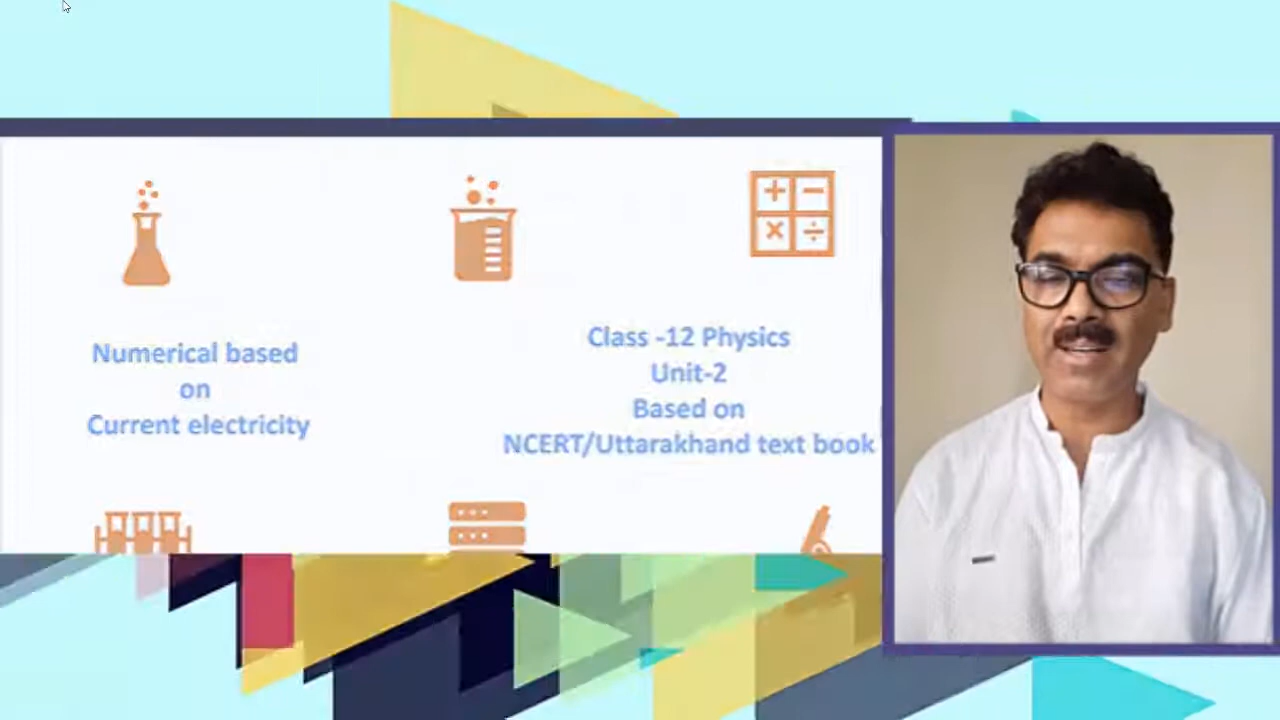 Numerical based
on
Current electricity
Class -12 Physics
Unit-2
Based on
NCERT/Uttarakhand text book